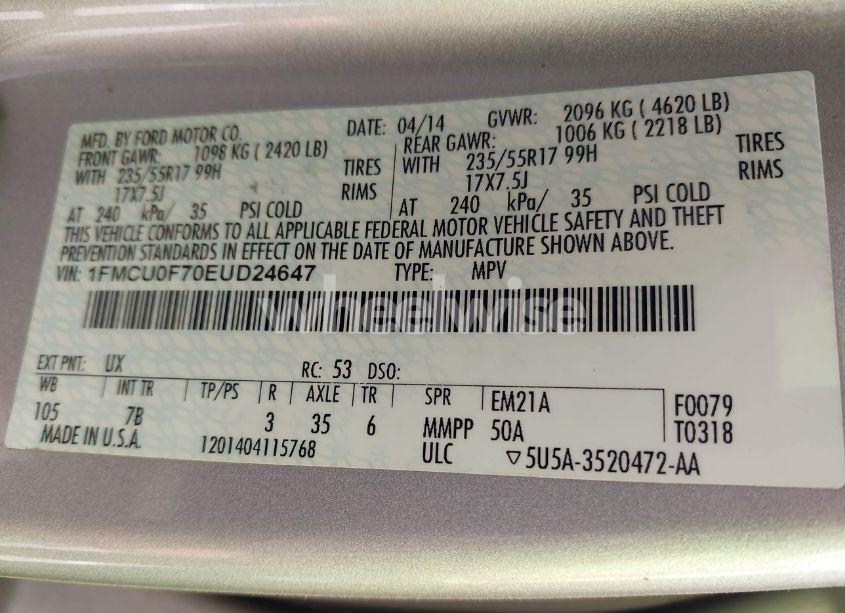 MFD. BY FORD MOTOR CO. DATE: 04/14 GVWR: 2096 KG ( 4620 LB)
FRONT GAWR: 1098 KG ( 2420 LB) REAR GAWR: 1006 KG ( 2218 LB)
WITH 235/55R17 99H TIRES WITH 235/55R17 99H TIRES
17X7.5J RIMS 17X7.5J RIMS
AT 240 kPa/ 35 PSI COLD AT 240 kPa/ 35 PSI COLD
THIS VEHICLE CONFORMS TO ALL APPLICABLE FEDERAL MOTOR VEHICLE SAFETY AND THEFT
PREVENTION STANDARDS IN EFFECT ON THE DATE OF MANUFACTURE SHOWN ABOVE.
VIN: 1FMCU0F70EUD24647 TYPE: MPV
wheelwise
EXT PNT: UX RC: 53 DSO:
WB INT TR TP/PS R AXLE TR SPR EM21A F0079
105 7B 3 35 6 MMPP 50A T0318
MADE IN U.S.A. 1201404115768 ULC ▽5U5A-3520472-AA